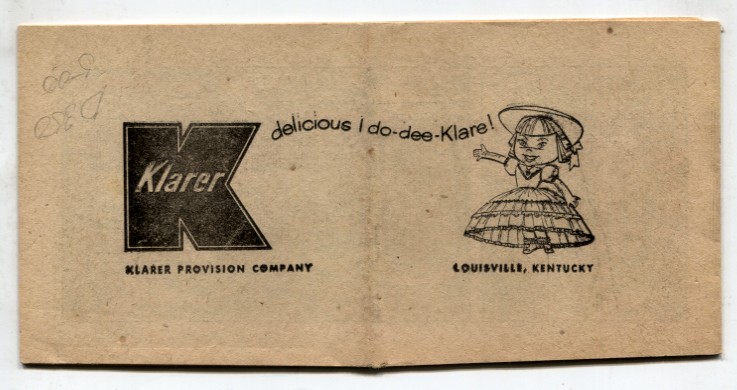 delicious I do-dee-Klare!
Klarer
KLARER PROVISION COMPANY
LOUISVILLE, KENTUCKY